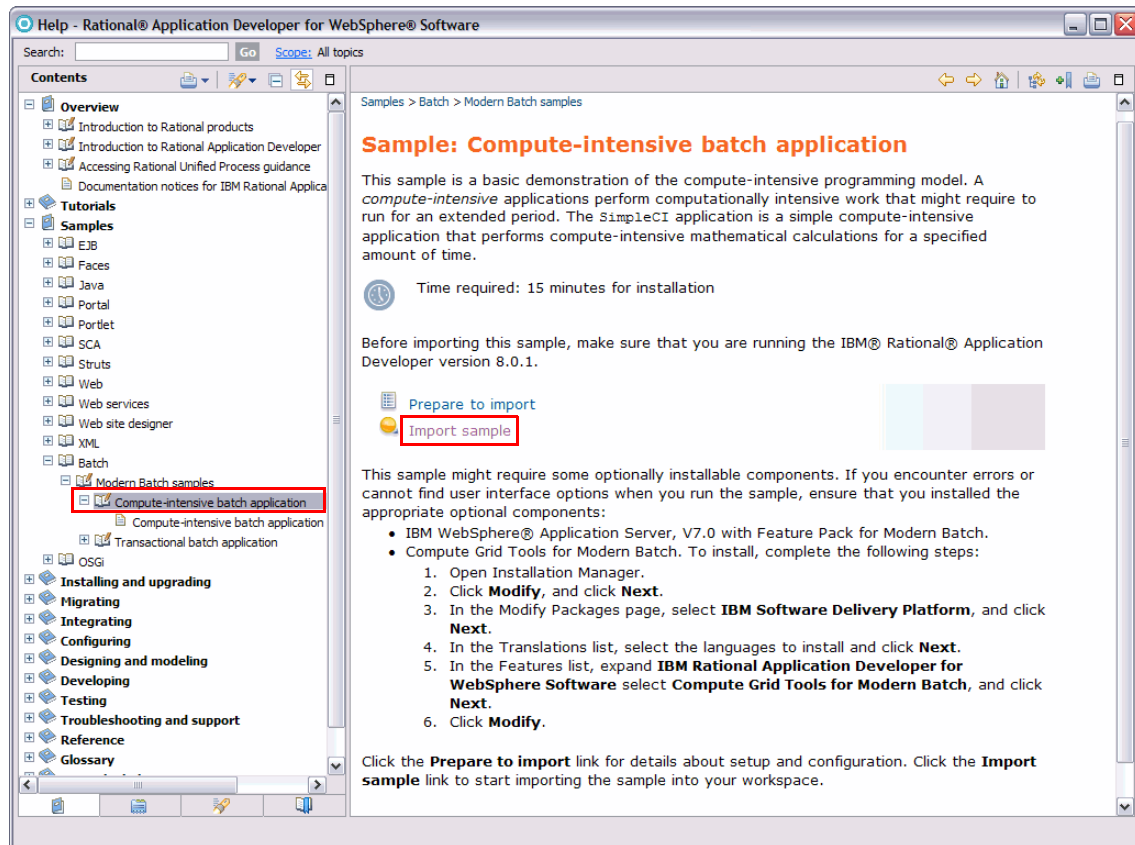 Help - Rational® Application Developer for WebSphere® Software
Search:
Go
Scope: All topics
Contents
Overview
Introduction to Rational products
Introduction to Rational Application Developer
Accessing Rational Unified Process guidance
Documentation notices for IBM Rational Applica
Tutorials
Samples
EJB
Faces
Java
Portal
Portlet
SCA
Struts
Web
Web services
Web site designer
XML
Batch
Modern Batch samples
Compute-intensive batch application
Compute-intensive batch application
Transactional batch application
OSGi
Installing and upgrading
Migrating
Integrating
Configuring
Designing and modeling
Developing
Testing
Troubleshooting and support
Reference
Glossary
Samples > Batch > Modern Batch samples
Sample: Compute-intensive batch application
This sample is a basic demonstration of the compute-intensive programming model. A
compute-intensive applications perform computationally intensive work that might require to
run for an extended period. The SimpleCI application is a simple compute-intensive
application that performs compute-intensive mathematical calculations for a specified
amount of time.
Time required: 15 minutes for installation
Before importing this sample, make sure that you are running the IBM® Rational® Application
Developer version 8.0.1.
Prepare to import
Import sample
This sample might require some optionally installable components. If you encounter errors or
cannot find user interface options when you run the sample, ensure that you installed the
appropriate optional components:
• IBM WebSphere® Application Server, V7.0 with Feature Pack for Modern Batch.
• Compute Grid Tools for Modern Batch. To install, complete the following steps:
1. Open Installation Manager.
2. Click Modify, and click Next.
3. In the Modify Packages page, select IBM Software Delivery Platform, and click
Next.
4. In the Translations list, select the languages to install and click Next.
5. In the Features list, expand IBM Rational Application Developer for
WebSphere Software select Compute Grid Tools for Modern Batch, and click
Next.
6. Click Modify.
Click the Prepare to import link for details about setup and configuration. Click the Import
sample link to start importing the sample into your workspace.